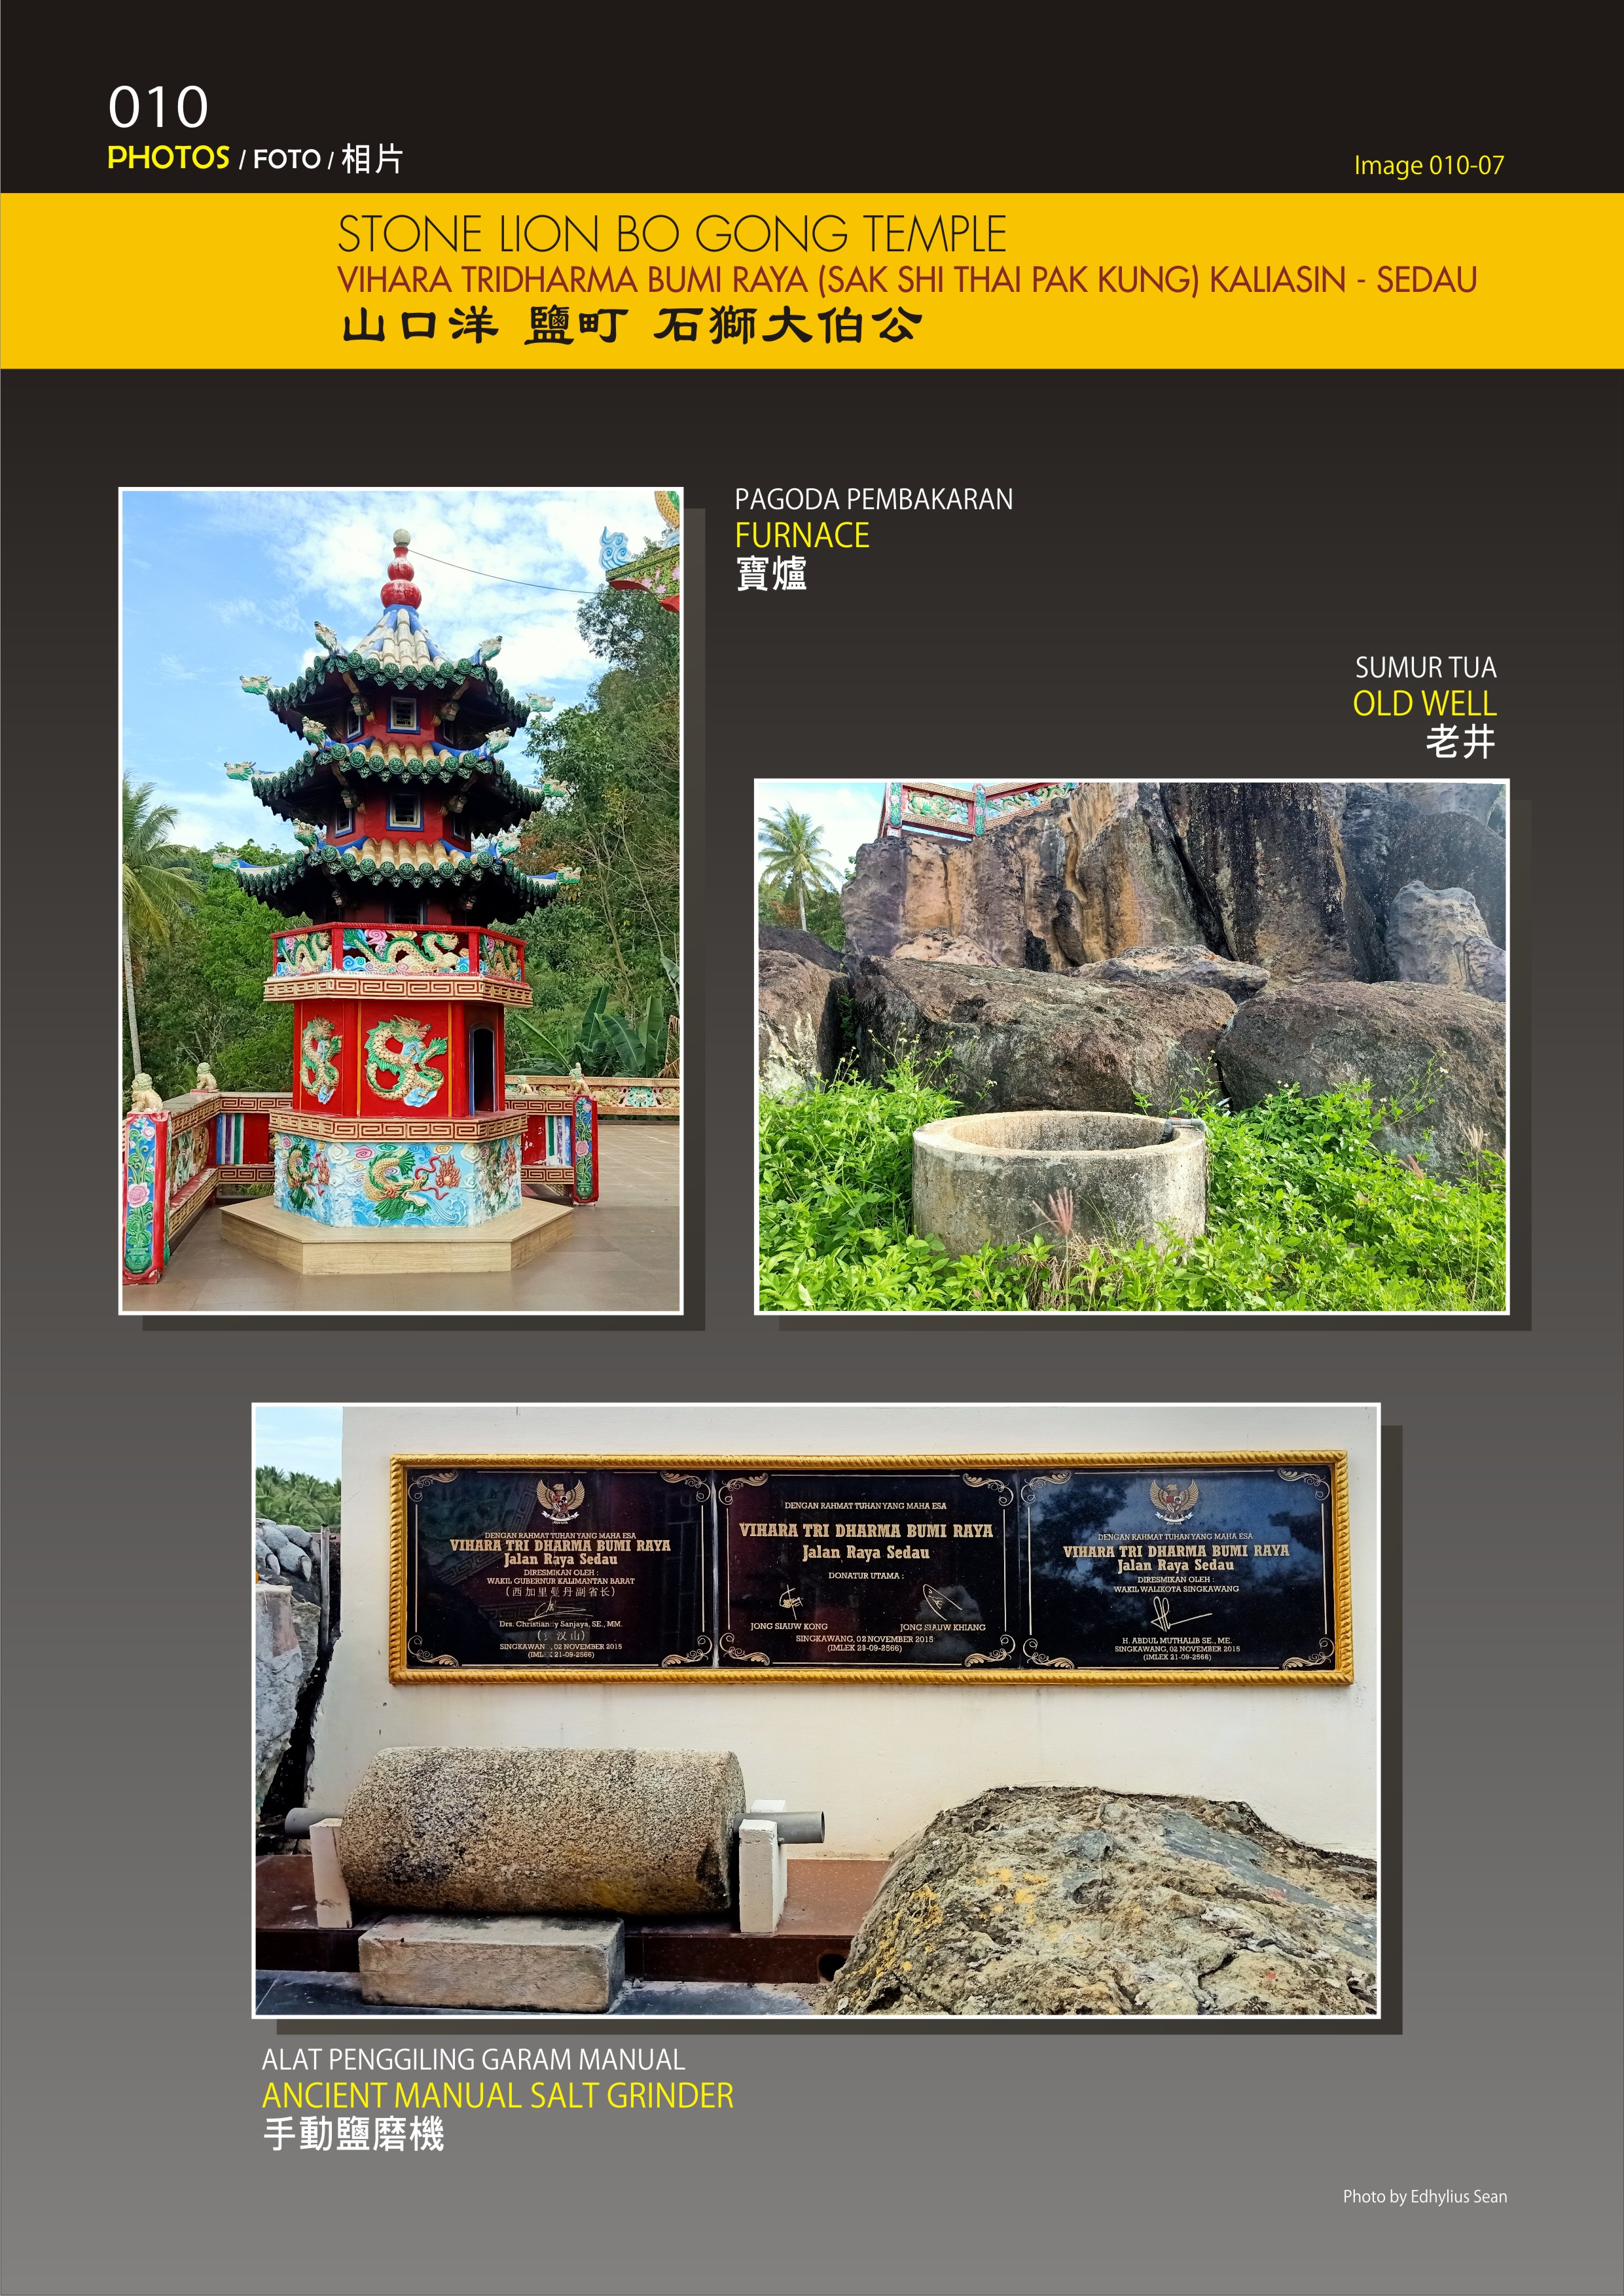 010
PHOTOS / FOTO / 相片
Image 010-07
STONE LION BO GONG TEMPLE
VIHARA TRIDHARMA BUMI RAYA (SAK SHI THAI PAK KUNG) KALIASIN - SEDAU
山口洋 鹽町 石獅大伯公
PAGODA PEMBAKARAN
FURNACE
寶爐
SUMUR TUA
OLD WELL
老井
DENGAN RAHMAT TUHAN YANG MAHA ESA
VIHARA TRI DHARMA BUMI RAYA
Jalan Raya Sedau
DIRESMIKAN OLEH :
WAKIL GUBERNUR KALIMANTAN BARAT
(西加里曼丹副省长)
Drs. Christiandy Sanjaya, SE., MM.
汉山)
, 02 NOVEMBER 2015
21-09-2566)
DENGAN RAHMAT TUHAN YANG MAHA ESA
VIHARA TRI DHARMA BUMI RAYA
Jalan Raya Sedau
DONATUR UTAMA :
JONG SIAUW KONG
JONG SIAUW KHIANG
SINGKAWANG, 02 NOVEMBER 2015
(IMLEK 21-09-2566)
DENGAN RAHMAT TUHAN YANG MAHA ESA
VIHARA TRI DHARMA BUMI RAYA
Jalan Raya Sedau
DIRESMIKAN OLEH :
WAKIL WALIKOTA SINGKAWANG
H. ABDUL MUTHALIB SE., ME.
SINGKAWANG, 02 NOVEMBER 2015
(IMLEK 21-09-2566)
ALAT PENGGILING GARAM MANUAL
ANCIENT MANUAL SALT GRINDER
手動鹽磨機
Photo by Edhylius Sean